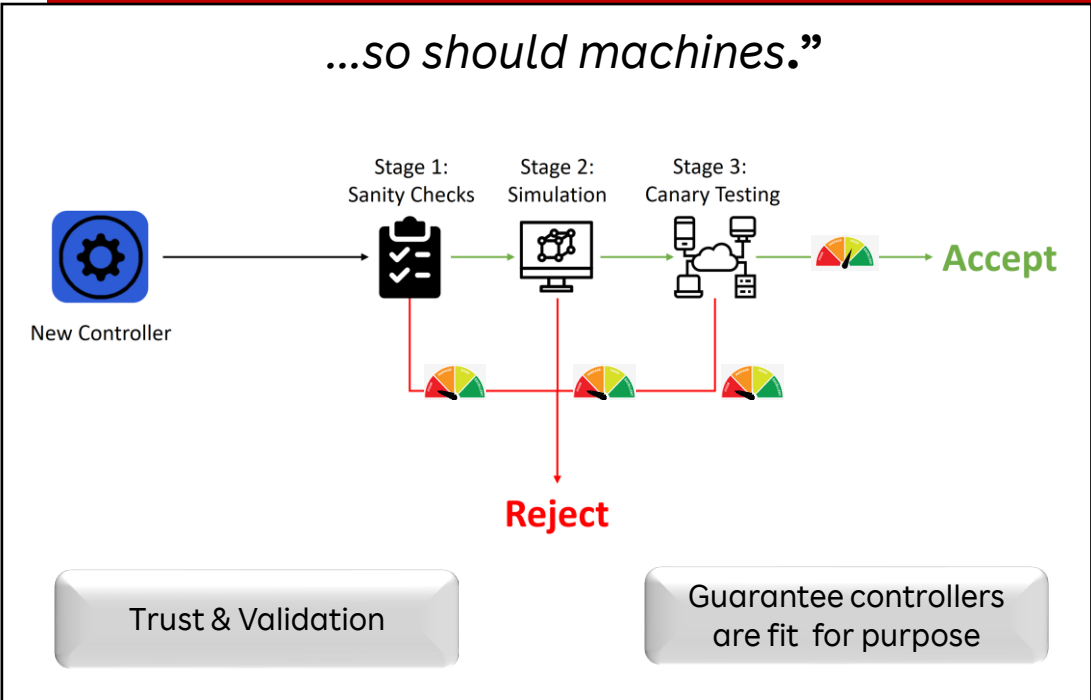 ...so should machines.”
Stage 1:
Sanity Checks
Stage 2:
Simulation
Stage 3:
Canary Testing
Accept
New Controller
Reject
Trust & Validation
Guarantee controllers
are fit for purpose